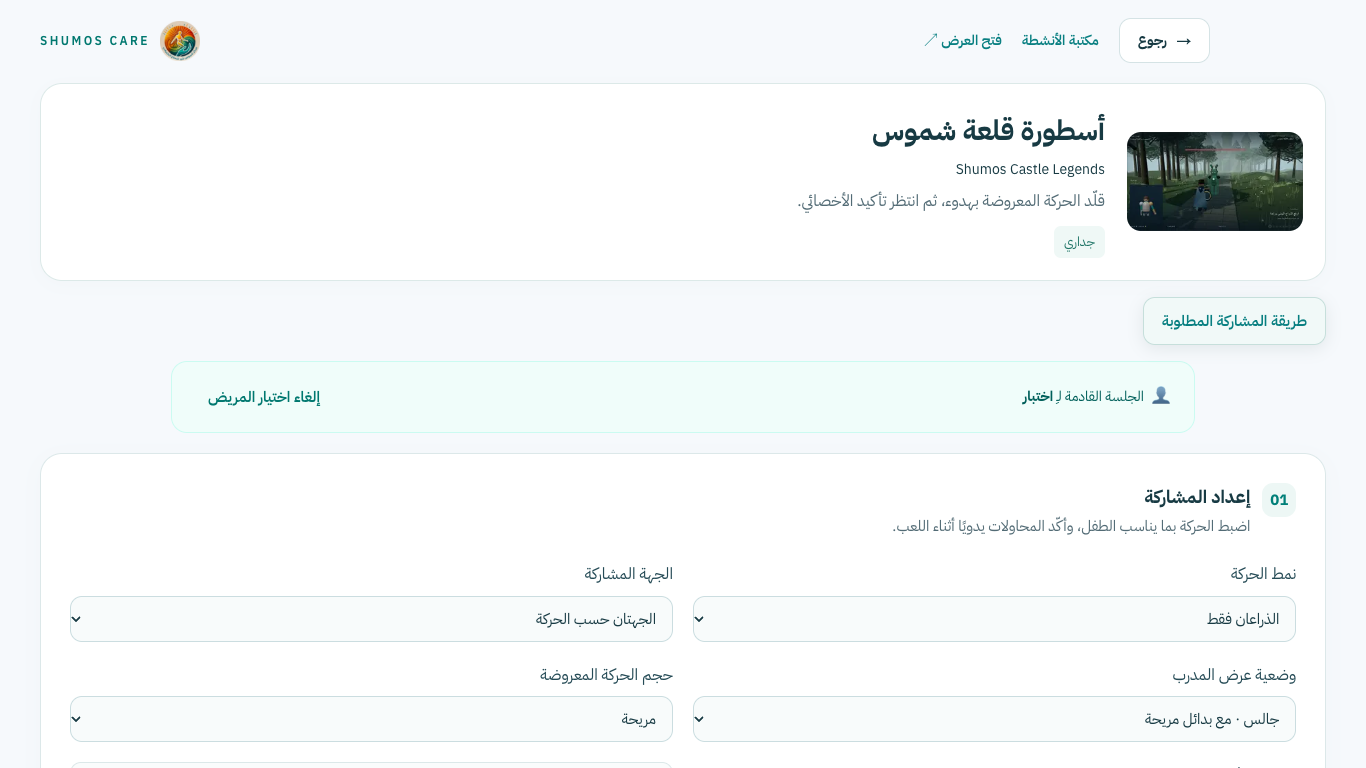 → رجوع
مكتبة الأنشطة
فتح العرض ↗
SHUMOS CARE
أسطورة قلعة شموس
Shumos Castle Legends
قلّد الحركة المعروضة بهدوء، ثم انتظر تأكيد الأخصائي.
جداري
طريقة المشاركة المطلوبة
الجلسة القادمة لـِ اختبار
إلغاء اختيار المريض
01
إعداد المشاركة
اضبط الحركة بما يناسب الطفل، وأكّد المحاولات يدويًا أثناء اللعب.
نمط الحركة
الذراعان فقط
الجهة المشاركة
الجهتان حسب الحركة
وضعية عرض المدرب
جالس · مع بدائل مريحة
حجم الحركة المعروضة
مريحة